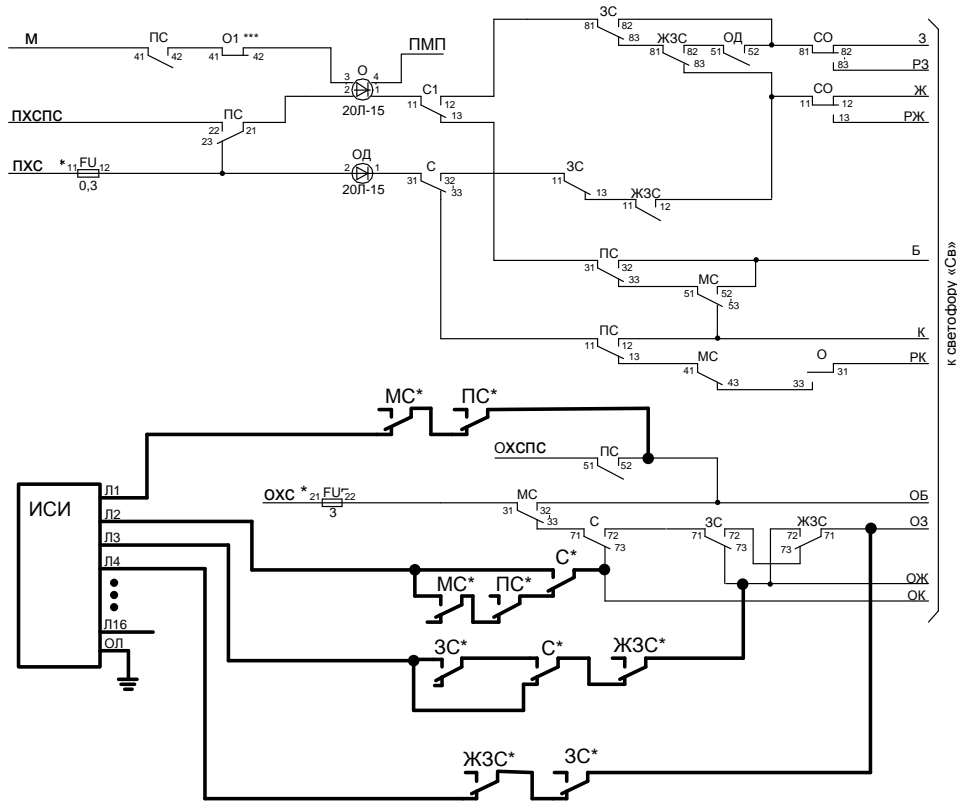 ЗС
81 82
83
М
ПС
41 42
О1 ***
41 42
ПМП
ЖЗС
81 82
83
ОД
51 52
СО
81 82
83
З
РЗ
О
3 4
2 1
20Л-15
С1
11 12
13
СО
11 12
13
Ж
РЖ
ПХСПС
ПС
22 21
23
ПХС
* 11 FU 12
0,3
ОД
2 1
20Л-15
С
31 32
33
ЗС
11 13
ЖЗС
11 12
ПС
31 32
33
Б
МС
51 52
53
ПС
11 12
13
К
МС
41 43
О
33 31
РК
к светофору «Св»
МС* ПС*
ОХСПС
ПС
51 52
ИСИ
Л1
Л2
Л3
Л4
Л16
ОЛ
ОХС * 21 FU 22
3
МС
31 32
33
ОБ
С
71 72
73
ЗС
71 72
73
ЖЗС
72 71
73
ОЗ
ОЖ
ОК
С*
МС* ПС*
ЗС* С* ЖЗС*
ЖЗС* ЗС*